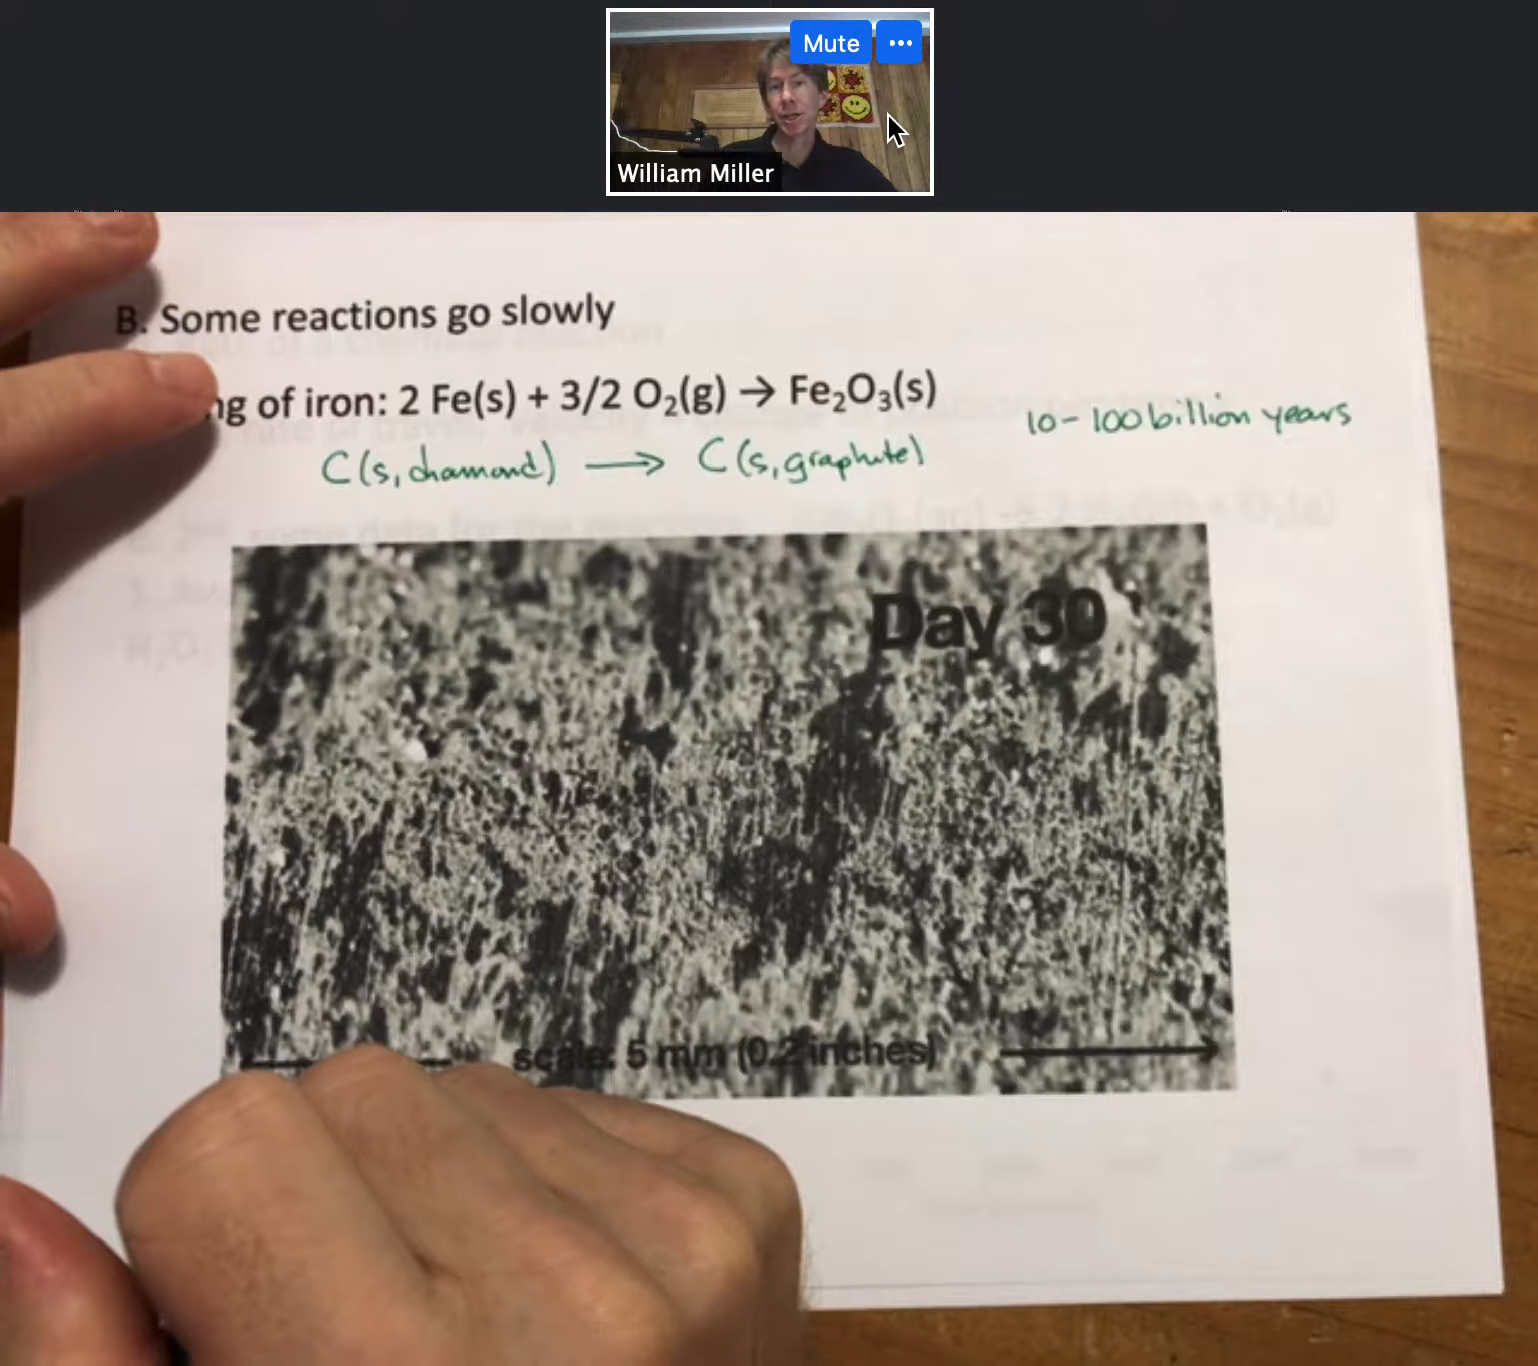 Mute
William Miller
B. Some reactions go slowly
ng of iron: 2 Fe(s) + 3/2 O₂(g) → Fe₂O₃(s)
10-100 billion years
C(s, diamond) → C(s, graphite)
Day 30
scale: 5 mm (0.2 inches)